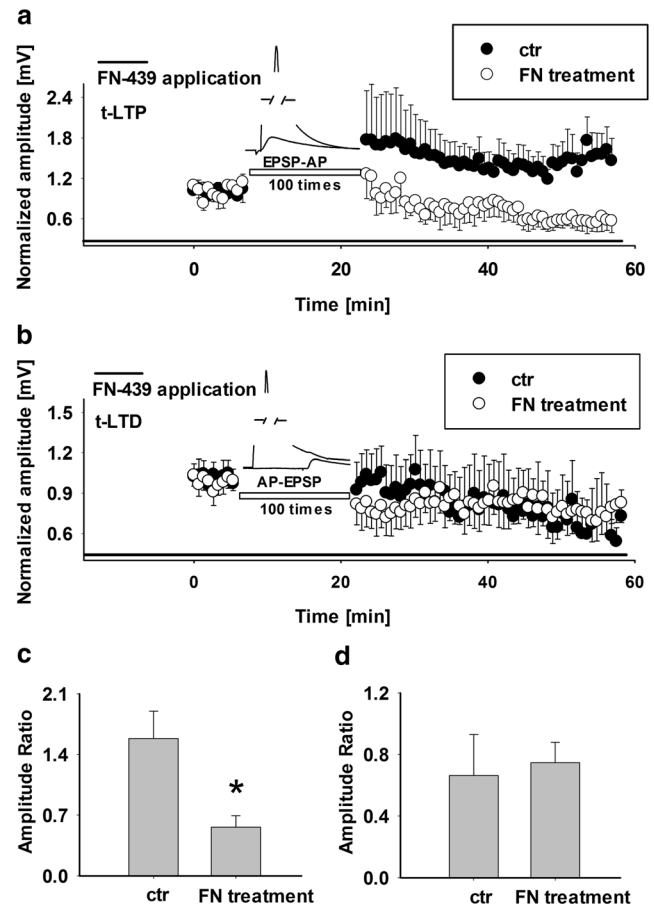 a
Normalized amplitude [mV]
2.4
1.8
1.2
0.6
FN-439 application
t-LTP
EPSP-AP
100 times
ctr
FN treatment
0 20 40 60
Time [min]
b
Normalized amplitude [mV]
1.5
1.2
0.9
0.6
FN-439 application
t-LTD
AP-EPSP
100 times
ctr
FN treatment
0 20 40 60
Time [min]
c
Amplitude Ratio
2.1
1.4
0.7
0.0
*
ctr FN treatment
d
Amplitude Ratio
1.2
0.8
0.4
0.0
ctr FN treatment